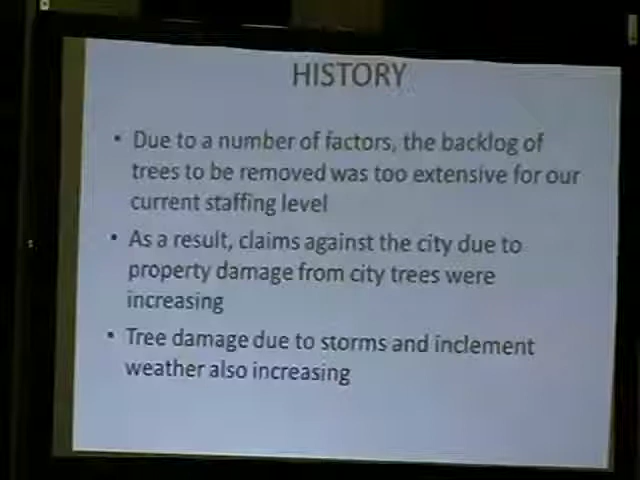 HISTORY
• Due to a number of factors, the backlog of
trees to be removed was too extensive for our
current staffing level
• As a result, claims against the city due to
property damage from city trees were
increasing
• Tree damage due to storms and inclement
weather also increasing